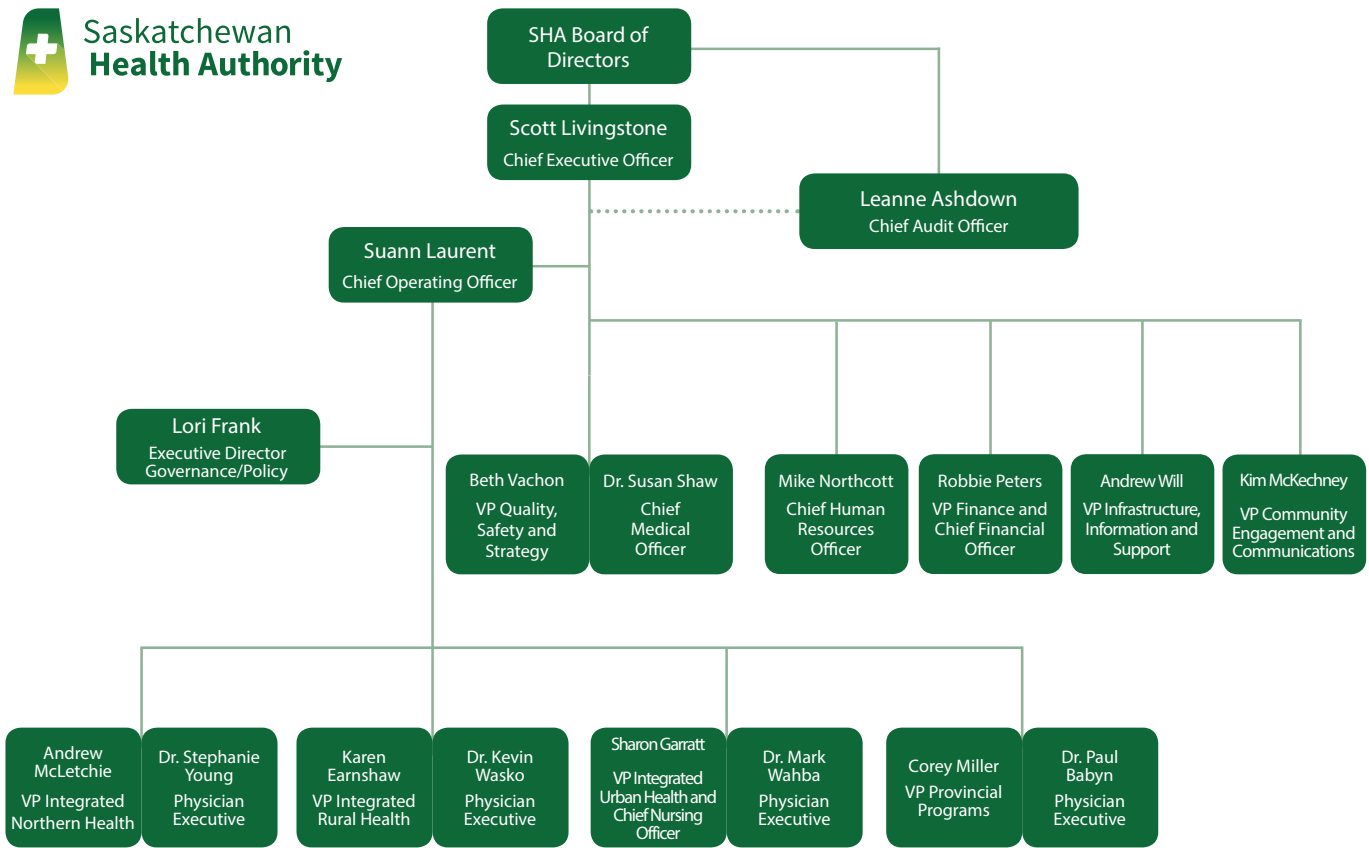 Saskatchewan
Health Authority
SHA Board of
Directors
Scott Livingstone
Chief Executive Officer
Leanne Ashdown
Chief Audit Officer
Suann Laurent
Chief Operating Officer
Lori Frank
Executive Director
Governance/Policy
Beth Vachon
VP Quality,
Safety and
Strategy
Dr. Susan Shaw
Chief
Medical
Officer
Mike Northcott
Chief Human
Resources
Officer
Robbie Peters
VP Finance and
Chief Financial
Officer
Andrew Will
VP Infrastructure,
Information and
Support
Kim McKechney
VP Community
Engagement and
Communications
Andrew
McLetchie
VP Integrated
Northern Health
Dr. Stephanie
Young
Physician
Executive
Karen
Earnshaw
VP Integrated
Rural Health
Dr. Kevin
Wasko
Physician
Executive
Sharon Garratt
VP Integrated
Urban Health and
Chief Nursing
Officer
Dr. Mark
Wahba
Physician
Executive
Corey Miller
VP Provincial
Programs
Dr. Paul
Babyn
Physician
Executive